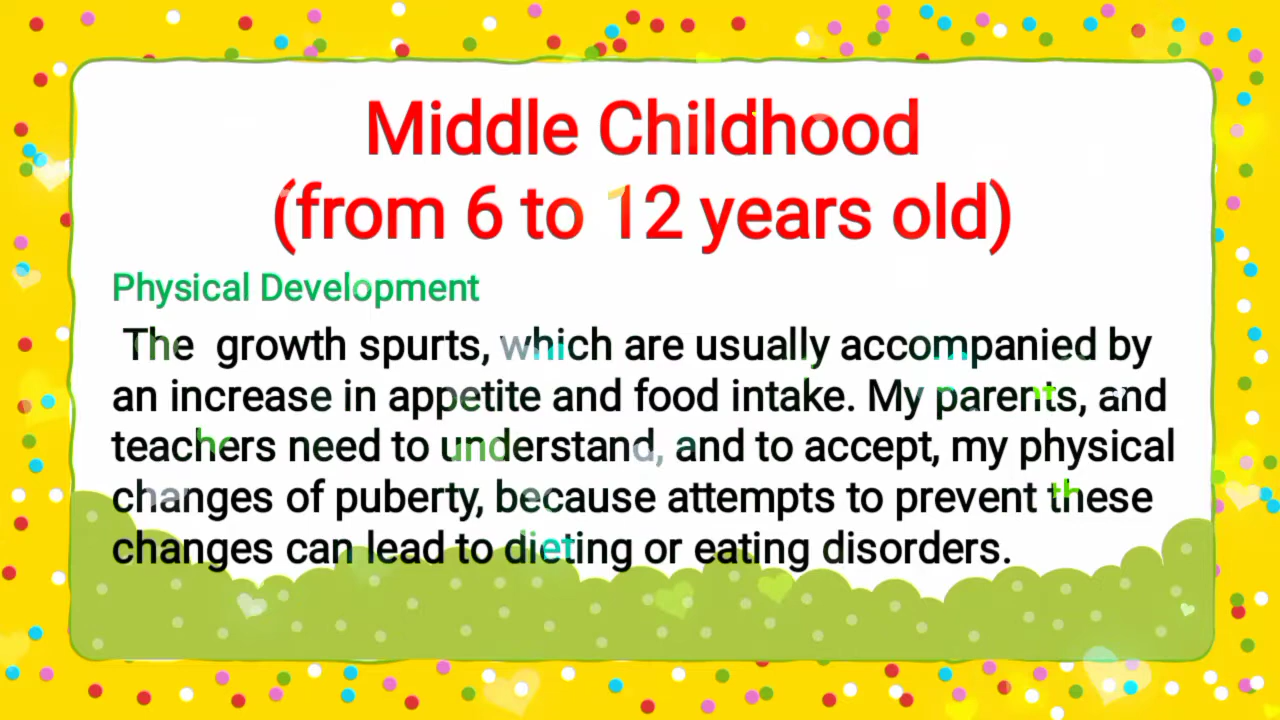 Middle Childhood
(from 6 to 12 years old)
Physical Development
The growth spurts, which are usually accompanied by
an increase in appetite and food intake. My parents, and
teachers need to understand, and to accept, my physical
changes of puberty, because attempts to prevent these
changes can lead to dieting or eating disorders.